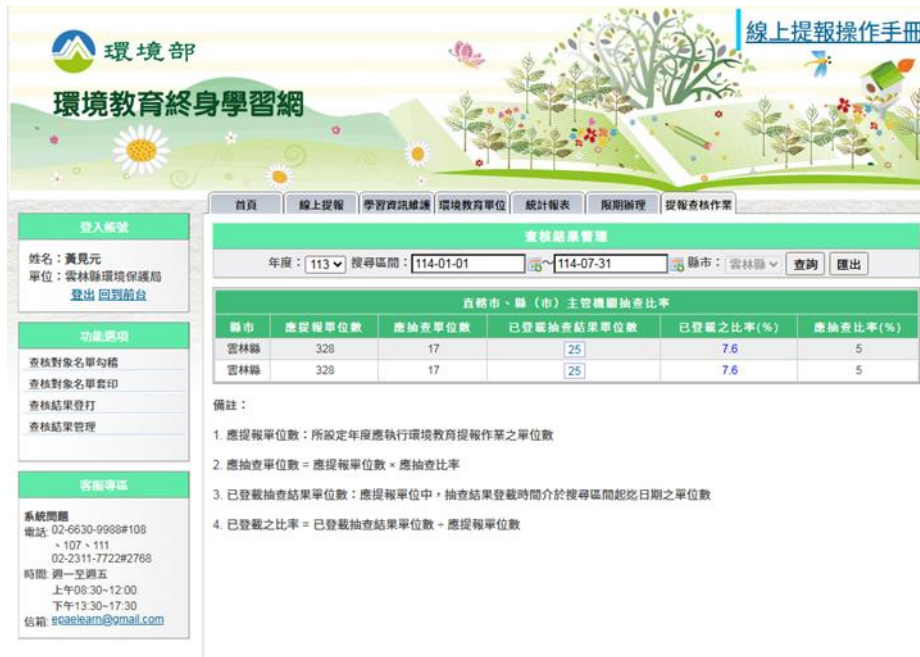 線上提報操作手冊
環境部
環境教育終身學習網
首頁 線上提報 學習資訊維護 環境教育單位 統計報表 限期辦理 提報查核作業
登入帳號
姓名：黃見元
單位：雲林縣環境保護局
登出 回到前台
功能選項
查核對象名單勾稽
查核對象名單套印
查核結果登打
查核結果管理
客服專區
系統問題
電話: 02-6630-9988#108
、107、111
02-2311-7722#2768
時間: 週一至週五
上午08:30~12:00
下午13:30~17:30
信箱: epaelearn@gmail.com
查核結果管理
年度：113 搜尋區間：114-01-01 ~ 114-07-31 縣市：雲林縣 查詢 匯出
直轄市、縣（市）主管機關抽查比率
縣市 應提報單位數 應抽查單位數 已登載抽查結果單位數 已登載之比率(%) 應抽查比率(%)
雲林縣 328 17 25 7.6 5
雲林縣 328 17 25 7.6 5
備註：
1. 應提報單位數：所設定年度應執行環境教育提報作業之單位數
2. 應抽查單位數 = 應提報單位數 × 應抽查比率
3. 已登載抽查結果單位數：應提報單位中，抽查結果登載時間介於搜尋區間起迄日期之單位數
4. 已登載之比率 = 已登載抽查結果單位數 ÷ 應提報單位數